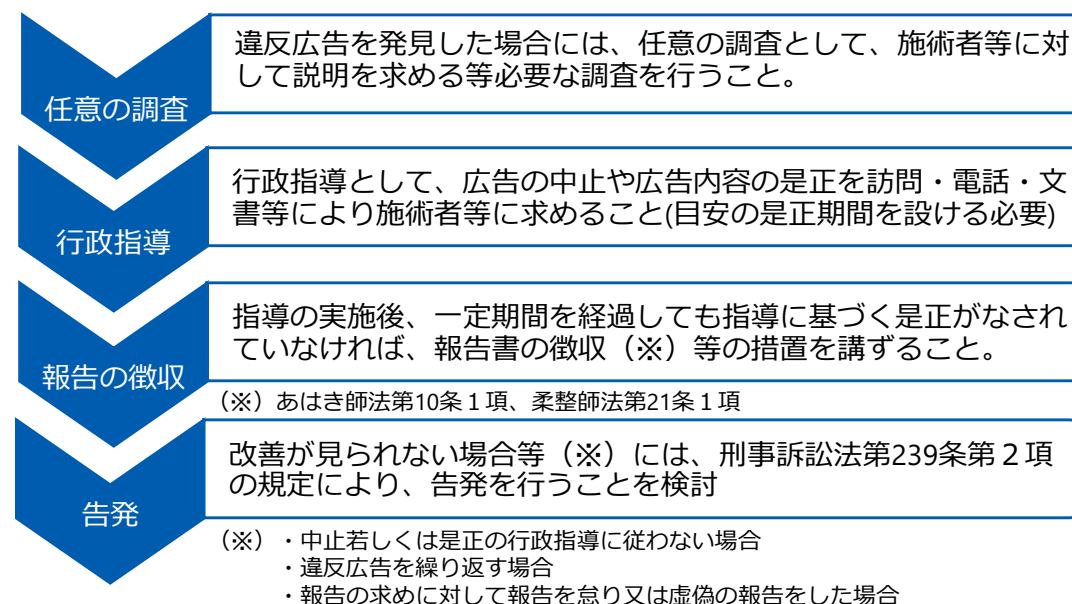 違反広告を発見した場合には、任意の調査として、施術者等に対
して説明を求める等必要な調査を行うこと。
任意の調査
行政指導として、広告の中止や広告内容の是正を訪問・電話・文
書等により施術者等に求めること(目安の是正期間を設ける必要)
行政指導
指導の実施後、一定期間を経過しても指導に基づく是正がなされ
ていなければ、報告書の徴収（※）等の措置を講ずること。
報告の徴収
（※）あはき師法第10条１項、柔整師法第21条１項
改善が見られない場合等（※）には、刑事訴訟法第239条第２項
の規定により、告発を行うことを検討
告発
（※）・中止若しくは是正の行政指導に従わない場合
・違反広告を繰り返す場合
・報告の求めに対して報告を怠り又は虚偽の報告をした場合